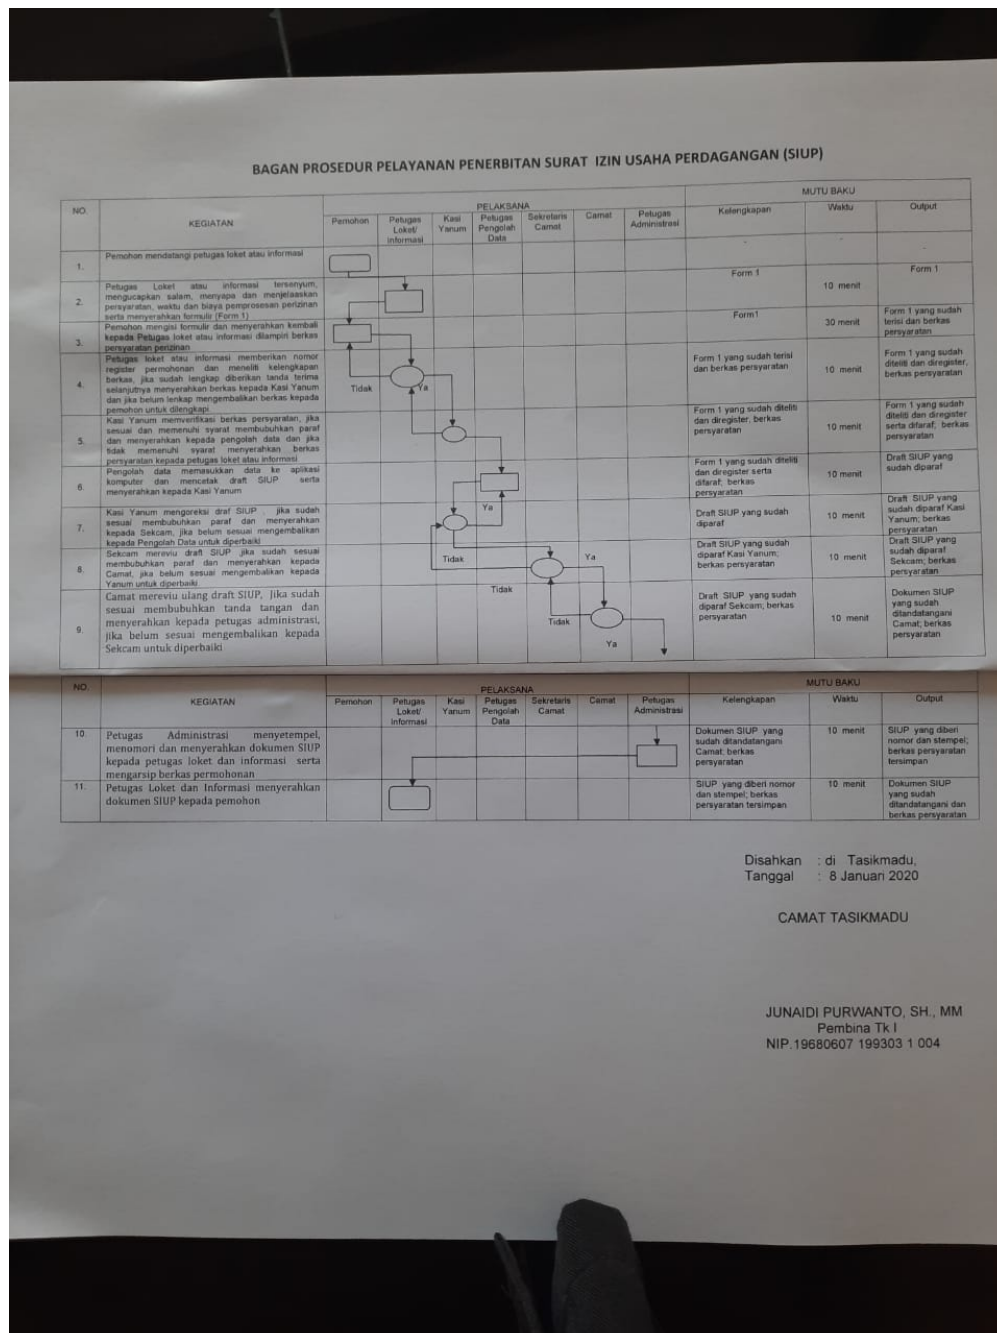 BAGAN PROSEDUR PELAYANAN PENERBITAN SURAT IZIN USAHA PERDAGANGAN (SIUP)
NO.
KEGIATAN
PELAKSANA
MUTU BAKU
Pemohon
Petugas
Loket/
Informasi
Kasi
Yanum
Petugas
Pengolah
Data
Sekretaris
Camat
Camat
Petugas
Administrasi
Kelengkapan
Waktu
Output
1.
Pemohon mendatangi petugas loket atau informasi
-
-
-
2.
Petugas Loket atau informasi tersenyum,
mengucapkan salam, menyapa dan menjelaaskan
persyaratan, waktu dan biaya pemprosesan perizinan
serta menyerahkan formulir (Form 1)
Form 1
10 menit
Form 1
3.
Pemohon mengisi formulir dan menyerahkan kembali
kepada Petugas loket atau informasi dilampiri berkas
persyaratan perizinan
Form1
30 menit
Form 1 yang sudah
terisi dan berkas
persyaratan
4.
Petugas loket atau informasi memberikan nomor
register permohonan dan meneliti kelengkapan
berkas, jika sudah lengkap diberikan tanda terima
selanjutnya menyerahkan berkas kepada Kasi Yanum
dan jika belum lenkap mengembalikan berkas kepada
pemohon untuk dilengkapi
Tidak
Ya
Form 1 yang sudah terisi
dan berkas persyaratan
10 menit
Form 1 yang sudah
diteliti dan diregister,
berkas persyaratan
5.
Kasi Yanum memverifikasi berkas persyaratan, jika
sesuai dan memenuhi syarat membubuhkan paraf
dan menyerahkan kepada pengolah data dan jika
tidak memenuhi syarat menyerahkan berkas
persyaratan kepada petugas loket atau informasi
Form 1 yang sudah diteliti
dan diregister, berkas
persyaratan
10 menit
Form 1 yang sudah
diteliti dan diregister
serta difaraf; berkas
persyaratan
6.
Pengolah data memasukkan data ke aplikasi
komputer dan mencetak draft SIUP serta
menyerahkan kepada Kasi Yanum
Ya
Form 1 yang sudah diteliti
dan diregister serta
difaraf; berkas
persyaratan
10 menit
Draft SIUP yang
sudah diparaf
7.
Kasi Yanum mengoreksi draf SIUP , jika sudah
sesuai membubuhkan paraf dan menyerahkan
kepada Sekcam, jika belum sesuai mengembalikan
kepada Pengolah Data untuk diperbaiki
Tidak
Draft SIUP yang sudah
diparaf
10 menit
Draft SIUP yang
sudah diparaf Kasi
Yanum; berkas
persyaratan
8.
Sekcam mereviu draft SIUP jika sudah sesuai
membubuhkan paraf dan menyerahkan kepada
Camat, jika belum sesuai mengembalikan kepada
Yanum untuk diperbaiki
Ya
Tidak
Draft SIUP yang sudah
diparaf Kasi Yanum;
berkas persyaratan
10 menit
Draft SIUP yang
sudah diparaf
Sekcam; berkas
persyaratan
9.
Camat mereviu ulang draft SIUP, Jika sudah
sesuai membubuhkan tanda tangan dan
menyerahkan kepada petugas administrasi,
jika belum sesuai mengembalikan kepada
Sekcam untuk diperbaiki
Tidak
Ya
Draft SIUP yang sudah
diparaf Sekcam; berkas
persyaratan
10 menit
Dokumen SIUP
yang sudah
ditandatangani
Camat; berkas
persyaratan
NO.
KEGIATAN
PELAKSANA
MUTU BAKU
Pemohon
Petugas
Loket/
Informasi
Kasi
Yanum
Petugas
Pengolah
Data
Sekretaris
Camat
Camat
Petugas
Administrasi
Kelengkapan
Waktu
Output
10.
Petugas Administrasi menyetempel,
menomori dan menyerahkan dokumen SIUP
kepada petugas loket dan informasi serta
mengarsip berkas permohonan
Dokumen SIUP yang
sudah ditandatangani
Camat; berkas
persyaratan
10 menit
SIUP yang diberi
nomor dan stempel;
berkas persyaratan
tersimpan
11.
Petugas Loket dan Informasi menyerahkan
dokumen SIUP kepada pemohon
SIUP yang diberi nomor
dan stempel; berkas
persyaratan tersimpan
10 menit
Dokumen SIUP
yang sudah
ditandatangani dan
berkas persyaratan
Disahkan : di Tasikmadu,
Tanggal : 8 Januari 2020
CAMAT TASIKMADU
JUNAIDI PURWANTO, SH., MM
Pembina Tk I
NIP.19680607 199303 1 004